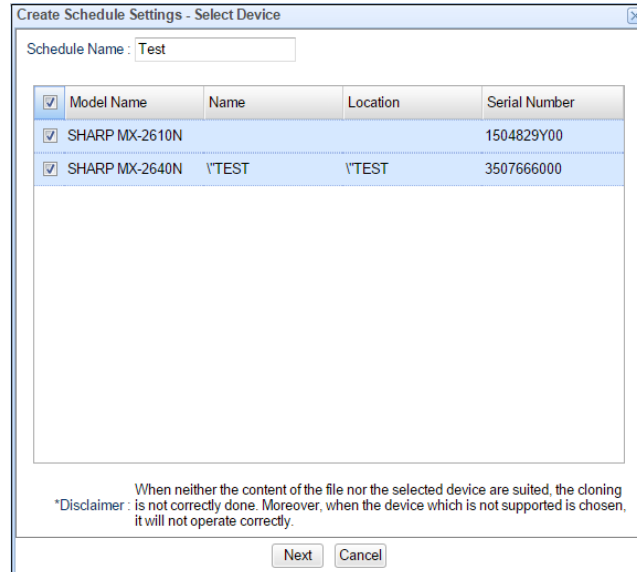 Create Schedule Settings - Select Device
Schedule Name : Test
Model Name Name Location Serial Number
SHARP MX-2610N 1504829Y00
SHARP MX-2640N \"TEST \"TEST 3507666000
When neither the content of the file nor the selected device are suited, the cloning
*Disclaimer : is not correctly done. Moreover, when the device which is not supported is chosen,
it will not operate correctly.
Next Cancel